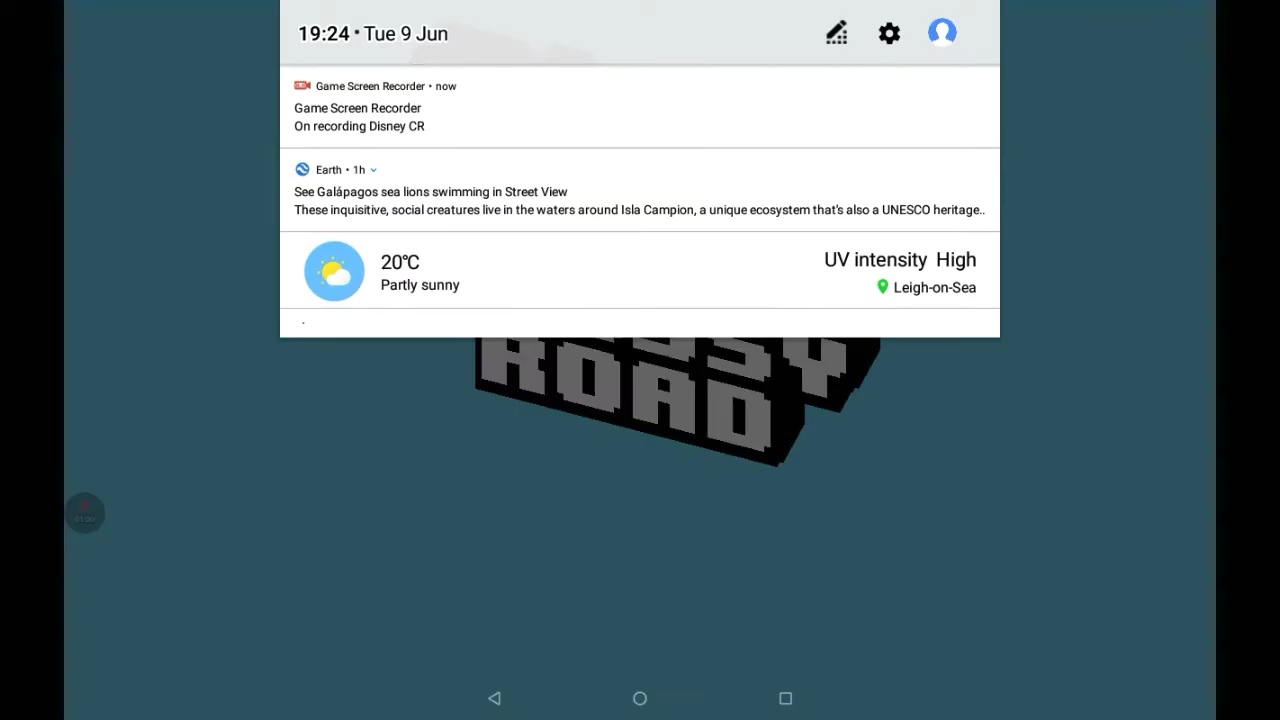 19:24 • Tue 9 Jun
Game Screen Recorder • now
Game Screen Recorder
On recording Disney CR
Earth • 1h
See Galápagos sea lions swimming in Street View
These inquisitive, social creatures live in the waters around Isla Campion, a unique ecosystem that's also a UNESCO heritage..
20°C
UV intensity High
Partly sunny
Leigh-on-Sea
ROAD
01:00